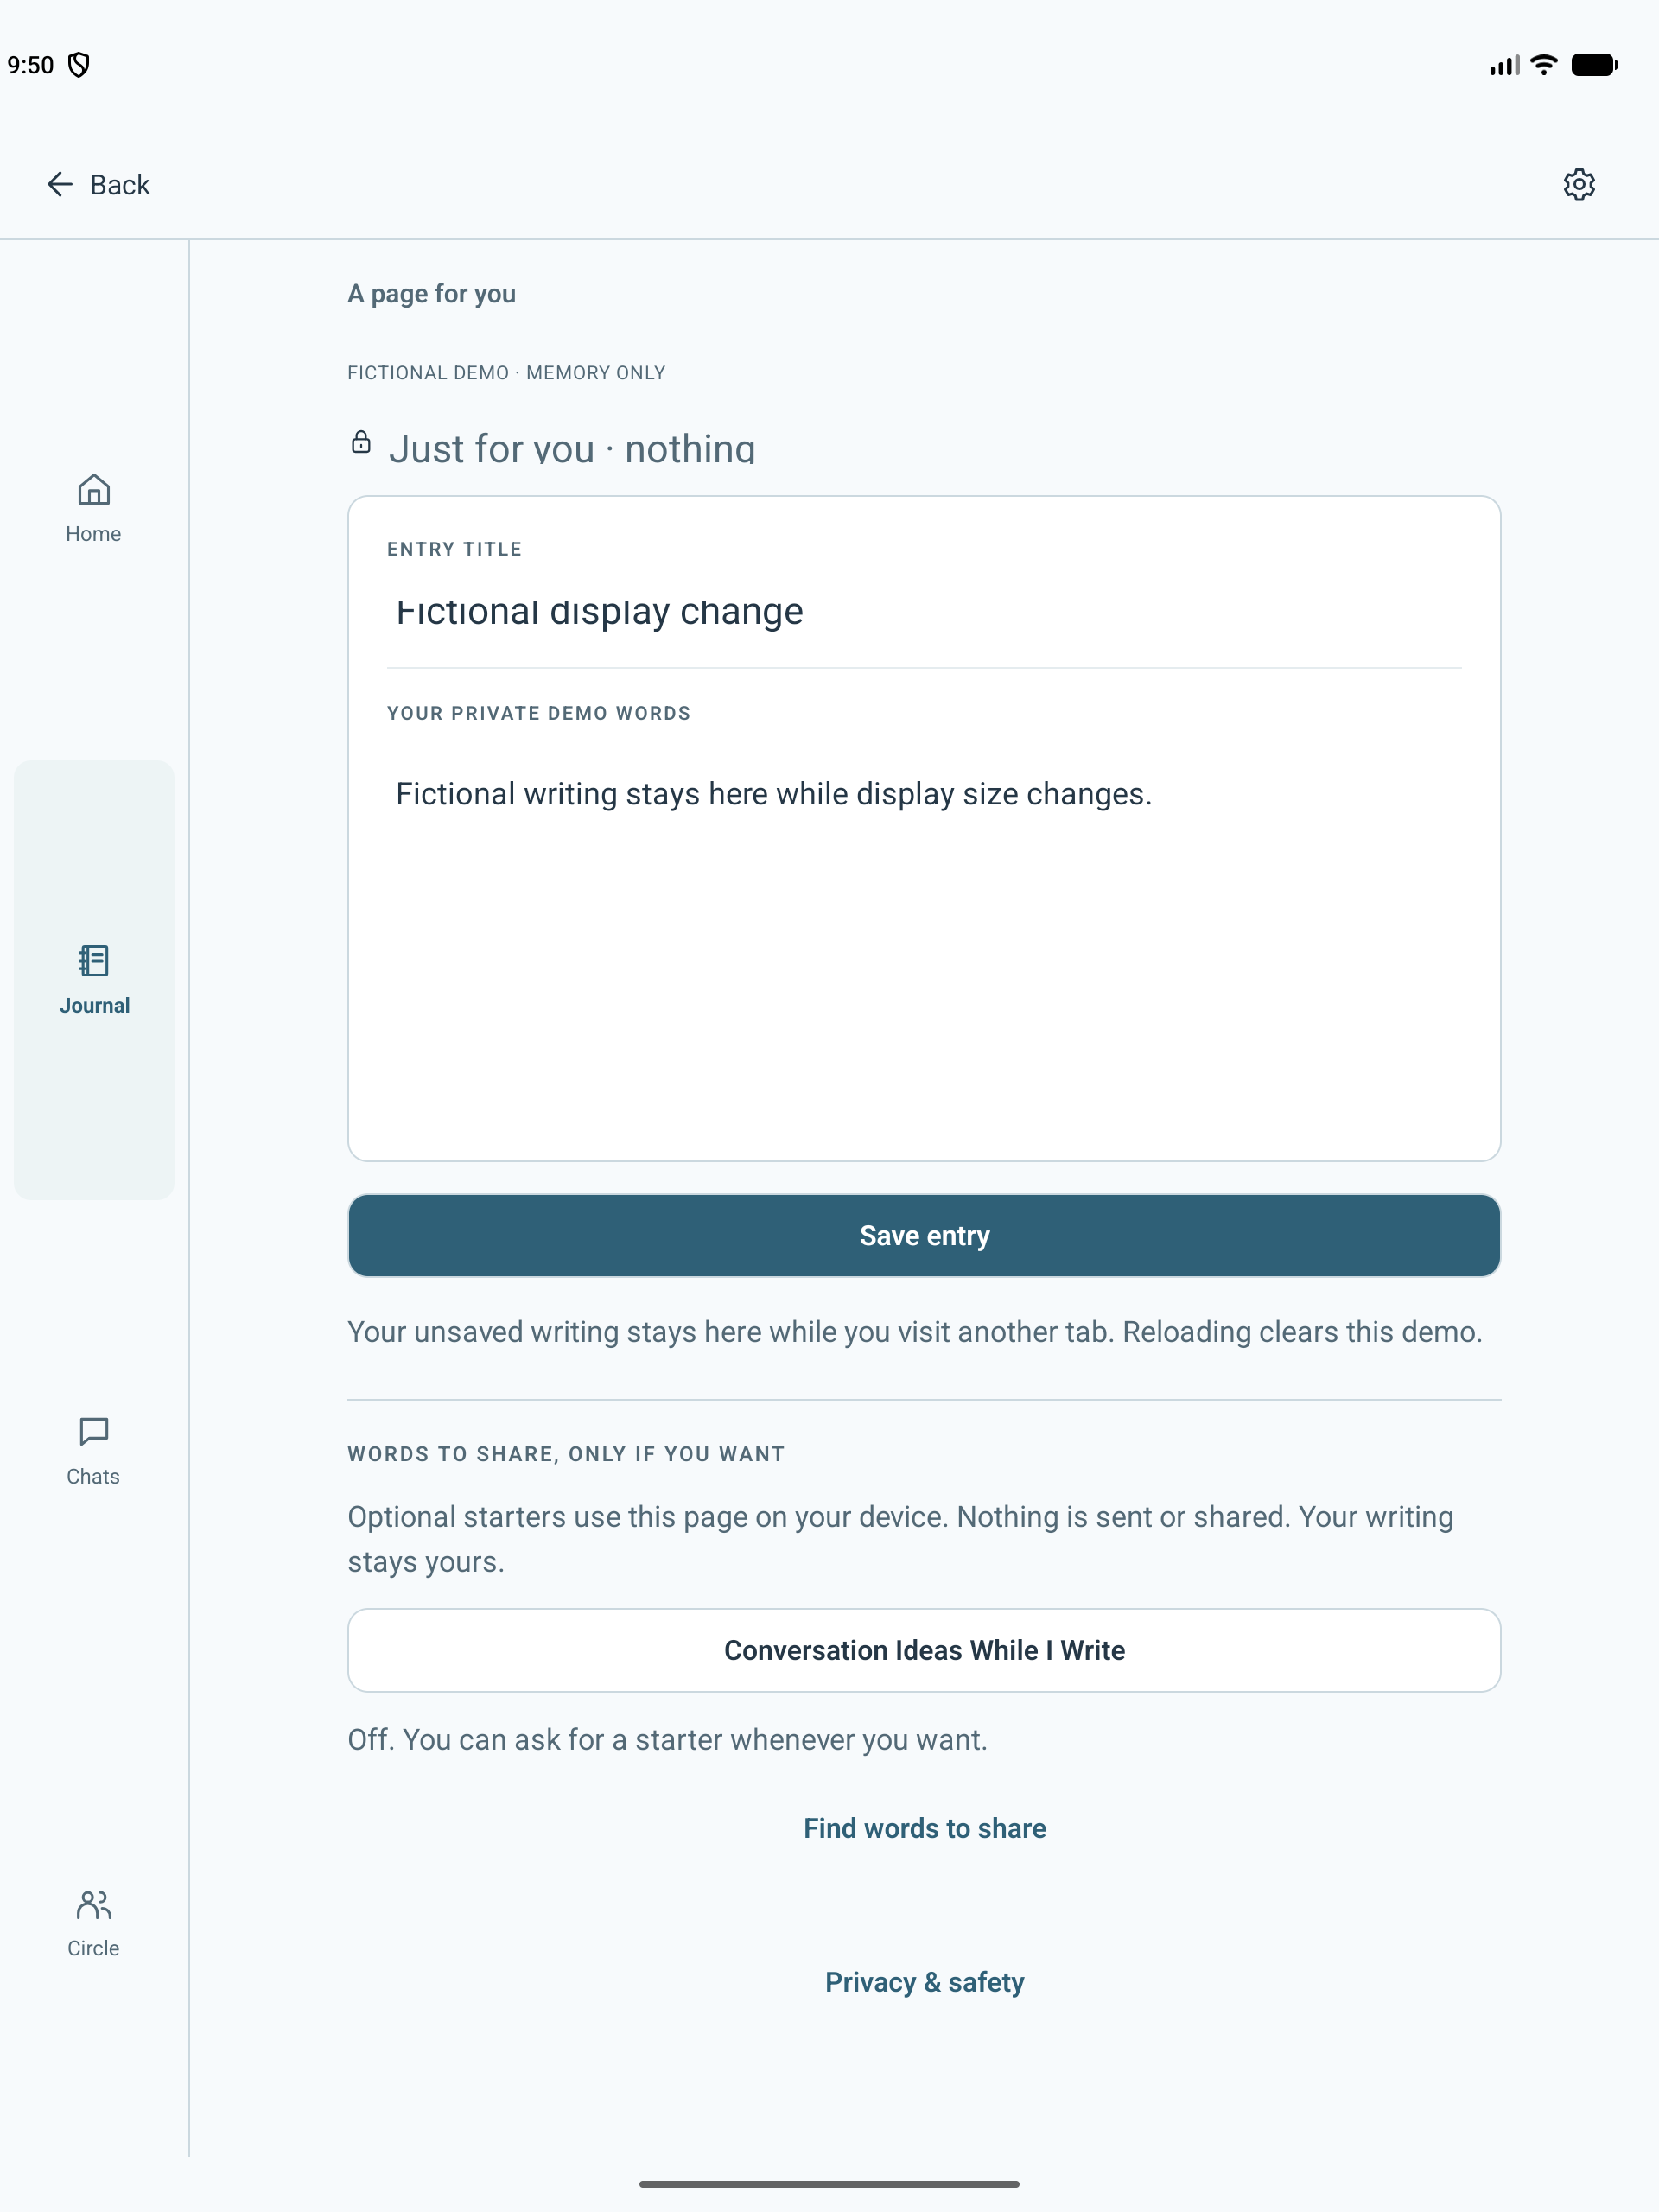 9:50
Back
A page for you
FICTIONAL DEMO · MEMORY ONLY
Just for you · nothing
ENTRY TITLE
Fictional display change
YOUR PRIVATE DEMO WORDS
Fictional writing stays here while display size changes.
Save entry
Your unsaved writing stays here while you visit another tab. Reloading clears this demo.
WORDS TO SHARE, ONLY IF YOU WANT
Optional starters use this page on your device. Nothing is sent or shared. Your writing
stays yours.
Conversation Ideas While I Write
Off. You can ask for a starter whenever you want.
Find words to share
Privacy & safety
Home
Journal
Chats
Circle